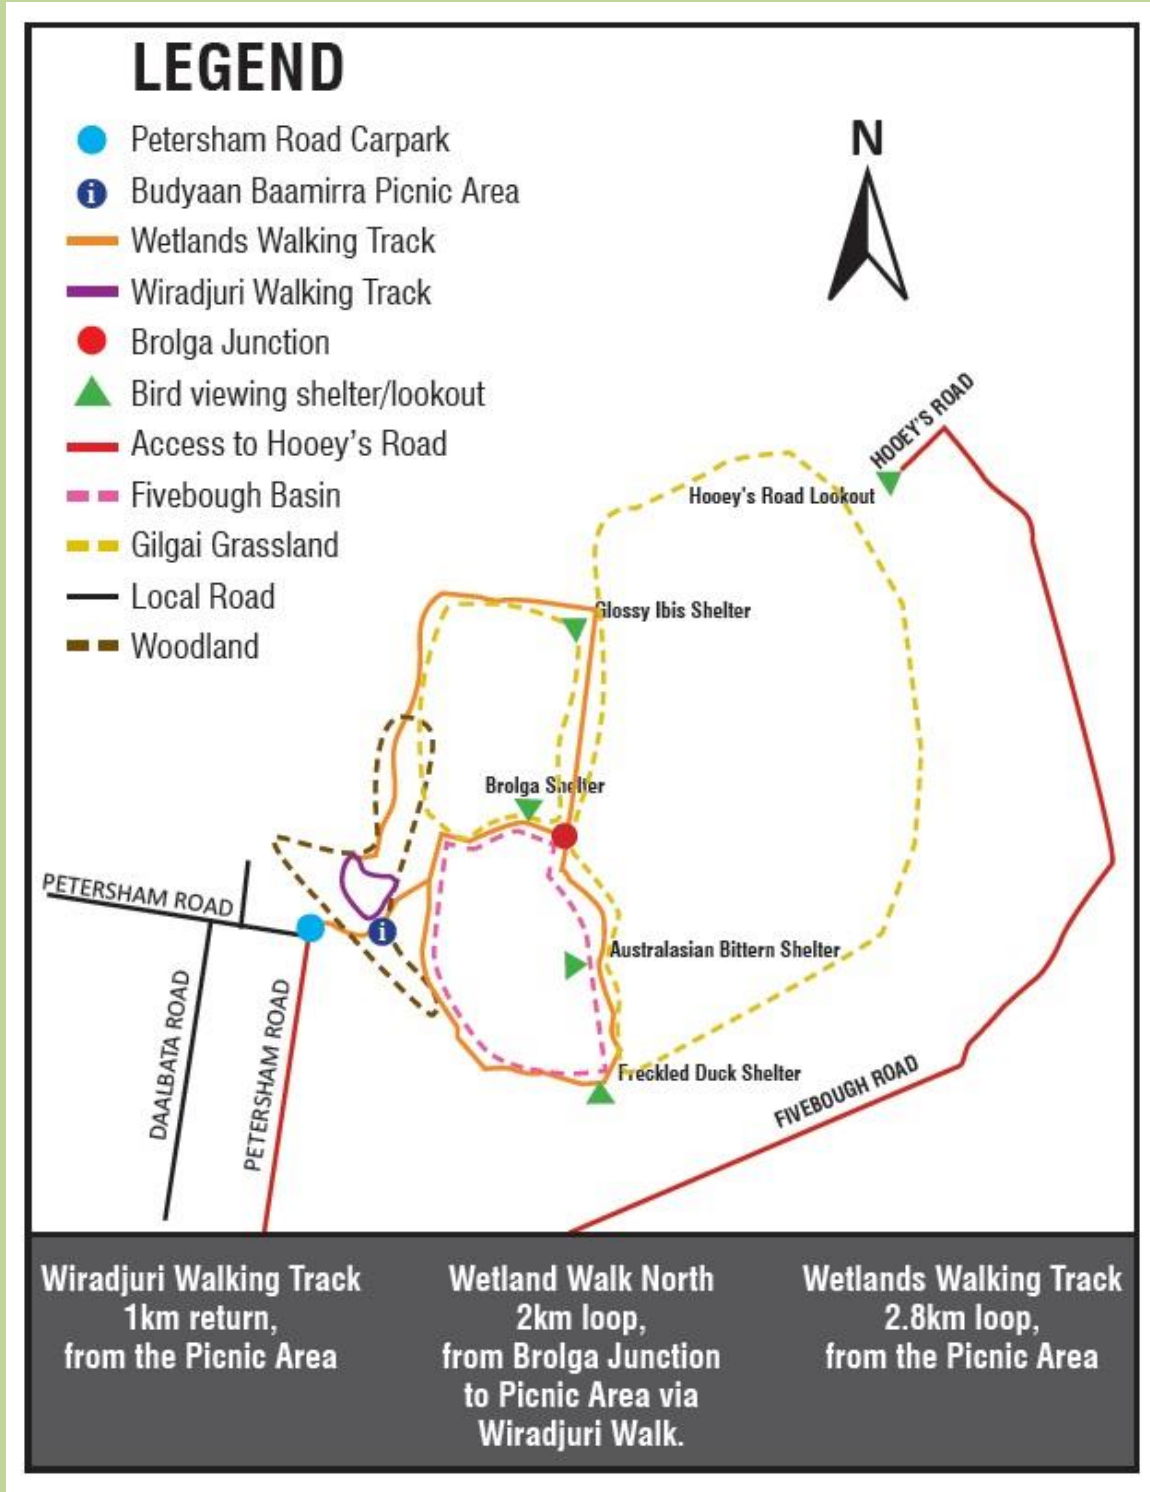 LEGEND
Petersham Road Carpark
i Budyaan Baamirra Picnic Area
Wetlands Walking Track
Wiradjuri Walking Track
Brolga Junction
Bird viewing shelter/lookout
Access to Hooey's Road
Fivebough Basin
Gilgai Grassland
Local Road
Woodland
N
HOOEY'S ROAD
Hooey's Road Lookout
Glossy Ibis Shelter
Brolga Shelter
PETERSHAM ROAD
i
Australasian Bittern Shelter
DAALBATA ROAD
PETERSHAM ROAD
Freckled Duck Shelter
FIVEBOUGH ROAD
Wiradjuri Walking Track
1km return,
from the Picnic Area
Wetland Walk North
2km loop,
from Brolga Junction
to Picnic Area via
Wiradjuri Walk.
Wetlands Walking Track
2.8km loop,
from the Picnic Area